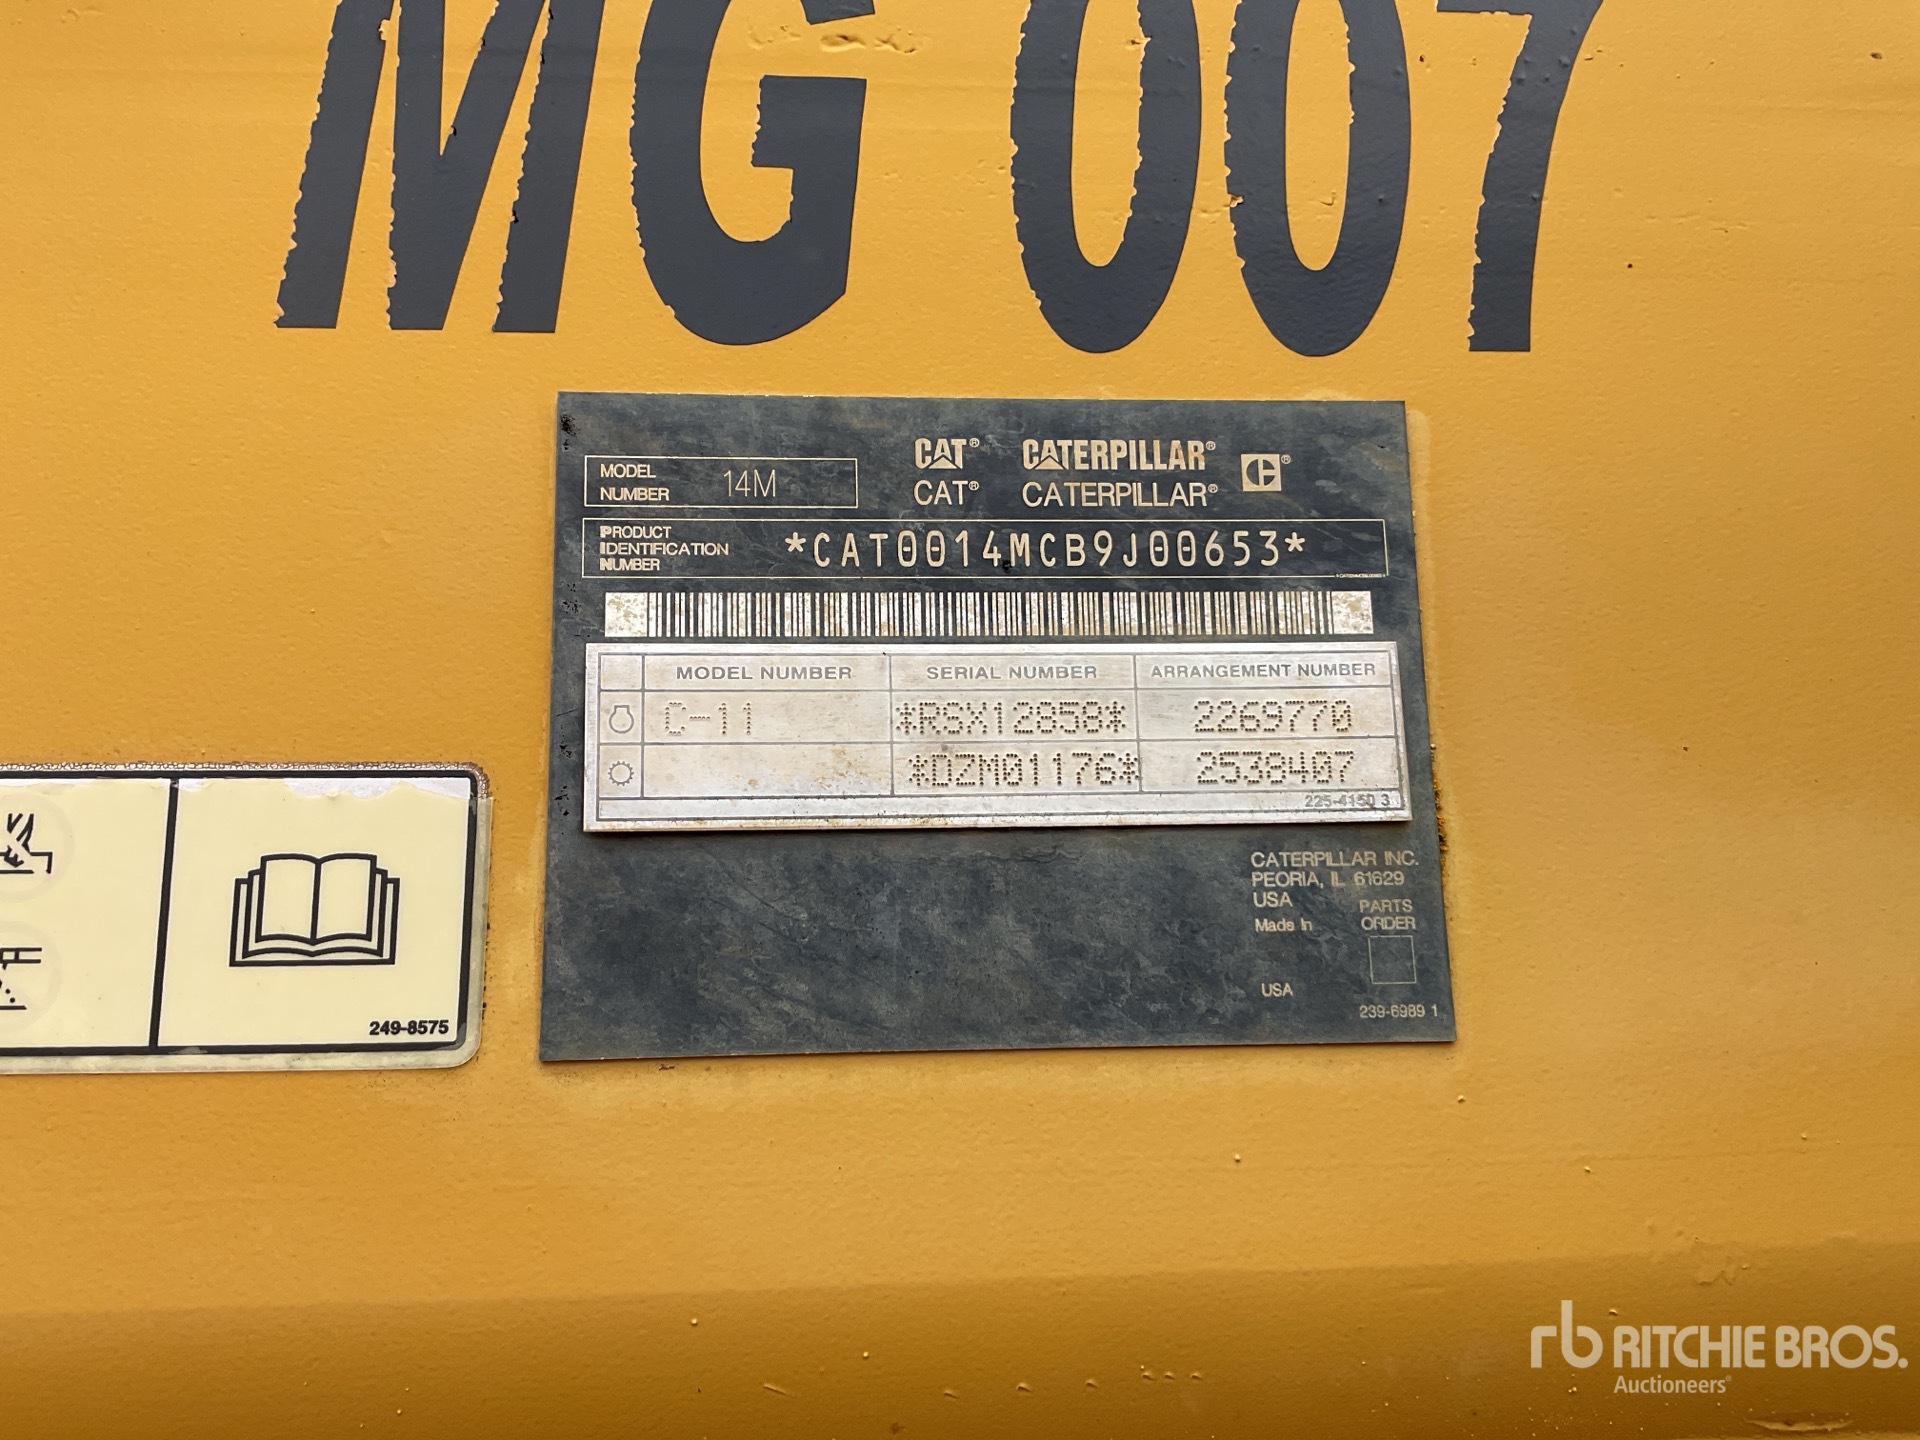 MG 007
MODEL NUMBER 14M
CAT® CATERPILLAR®
CAT® CATERPILLAR®
PRODUCT IDENTIFICATION NUMBER *CAT0014MCB9J00653*
MODEL NUMBER SERIAL NUMBER ARRANGEMENT NUMBER
C-11 *RSX12858* 2269770
*DZM01176* 2538407
225-4150 3
CATERPILLAR INC.
PEORIA, IL 61629
USA
Made in
PARTS ORDER
USA
239-6989 1
249-8575
rb RITCHIE BROS.
Auctioneers®